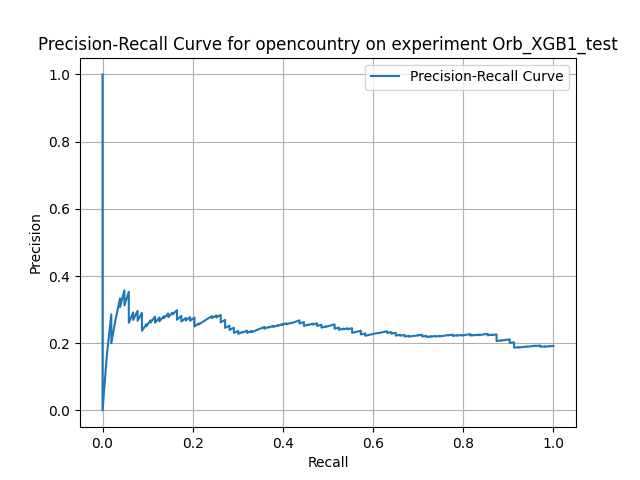 Precision-Recall Curve for opencountry on experiment Orb_XGB1_test
Precision-Recall Curve
1.0
0.8
0.6
0.4
0.2
0.0
Precision
0.0 0.2 0.4 0.6 0.8 1.0
Recall